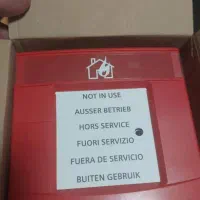 NOT IN USE
AUSSER BETRIEB
HORS SERVICE
FUORI SERVIZIO
FUERA DE SERVICIO
BUITEN GEBRUIK